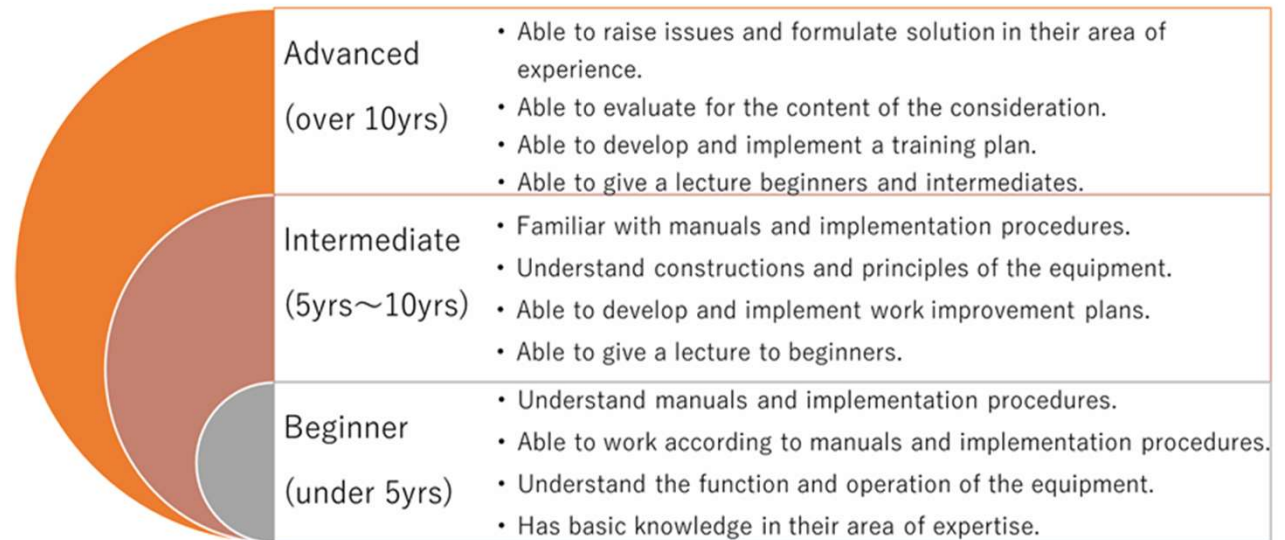 Advanced
(over 10yrs)
• Able to raise issues and formulate solution in their area of
experience.
• Able to evaluate for the content of the consideration.
• Able to develop and implement a training plan.
• Able to give a lecture beginners and intermediates.
Intermediate
(5yrs～10yrs)
• Familiar with manuals and implementation procedures.
• Understand constructions and principles of the equipment.
• Able to develop and implement work improvement plans.
• Able to give a lecture to beginners.
Beginner
(under 5yrs)
• Understand manuals and implementation procedures.
• Able to work according to manuals and implementation procedures.
• Understand the function and operation of the equipment.
• Has basic knowledge in their area of expertise.